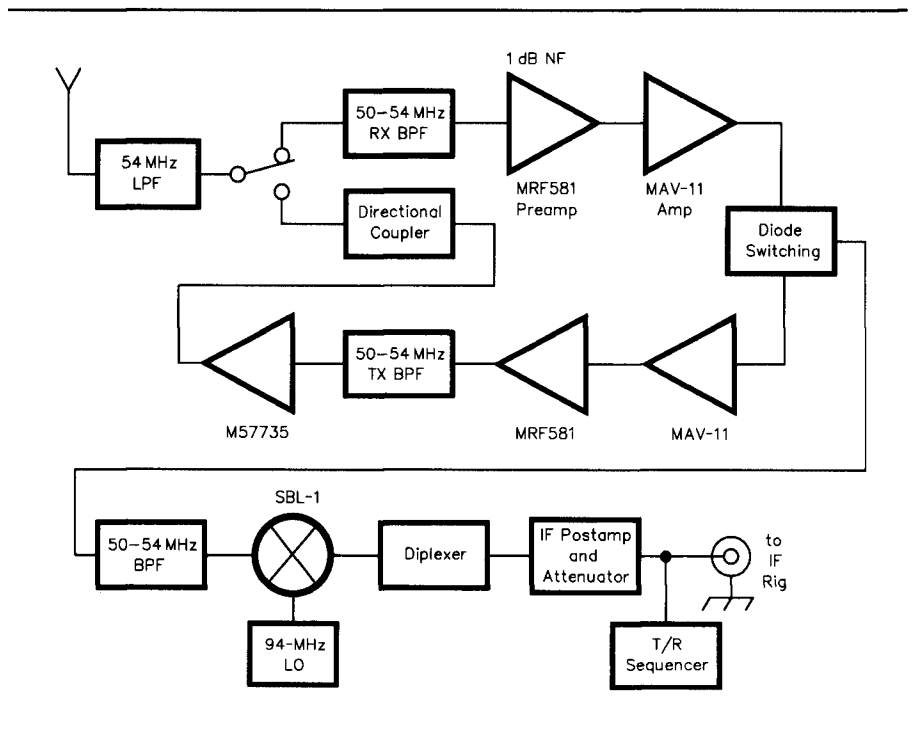 1 dB NF
50–54 MHz
RX BPF
54 MHz
LPF
MRF581
Preamp
MAV-11
Amp
Directional
Coupler
Diode
Switching
50–54 MHz
TX BPF
M57735
MRF581
MAV-11
SBL-1
50–54 MHz
BPF
Diplexer
IF Postamp
and
Attenuator
to
IF
Rig
94-MHz
LO
T/R
Sequencer